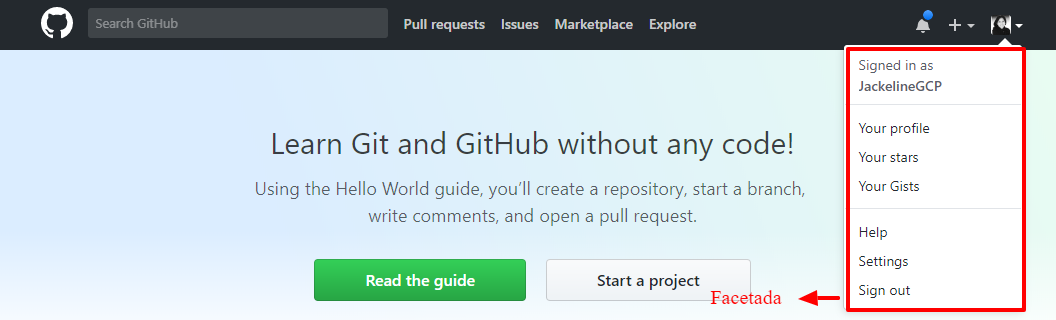 Search GitHub
Pull requests Issues Marketplace Explore
Signed in as
JackelineGCP
Your profile
Your stars
Your Gists
Help
Settings
Sign out
Learn Git and GitHub without any code!
Using the Hello World guide, you’ll create a repository, start a branch,
write comments, and open a pull request.
Read the guide
Start a project
Facetada